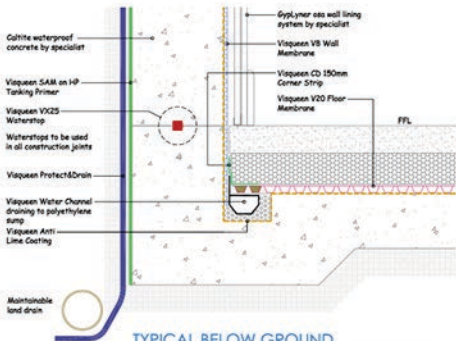 Caltite waterproof
concrete by specialist
Visqueen SAM on HP
Tanking Primer
Visqueen VX25
Waterstop
Waterstops to be used
in all construction joints
Visqueen Protect&Drain
Visqueen Water Channel
draining to polyethylene
sump
Visqueen Anti
Lime Coating
Maintainable
land drain
GypLyner osa wall lining
system by specialist
Visqueen V8 Wall
Membrane
Visqueen CD 150mm
Corner Strip
Visqueen V20 Floor
Membrane
FFL
TYPICAL BELOW GROUND